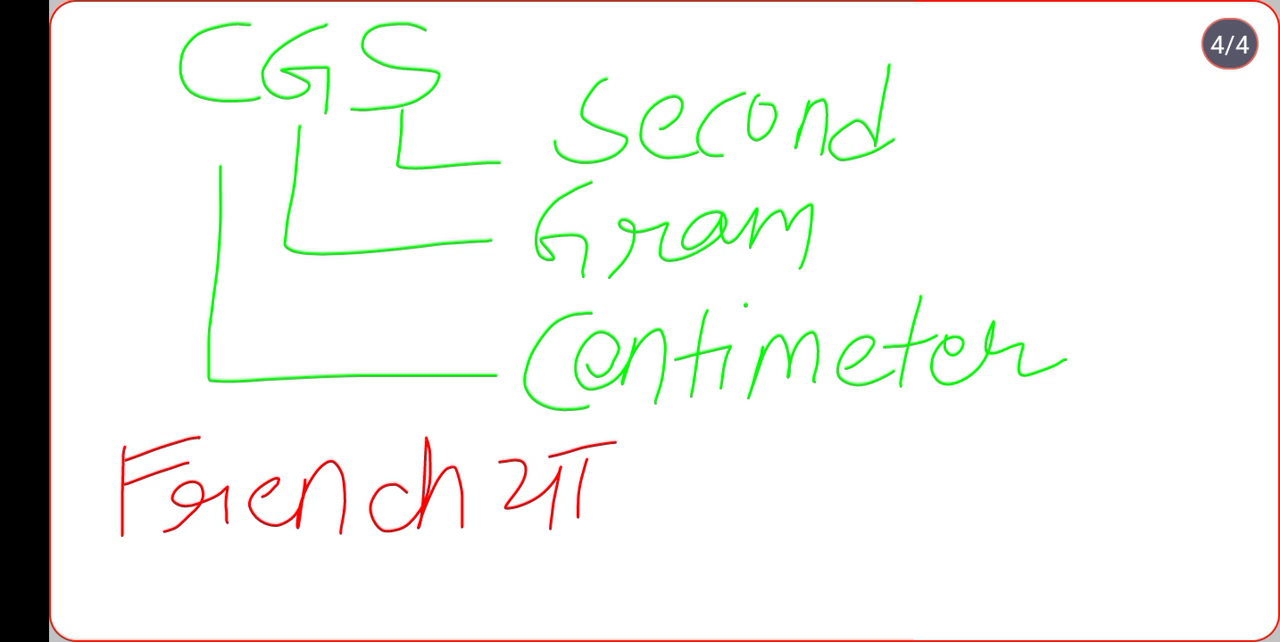 CGS
Second
Gram
Centimeter
French या
4/4